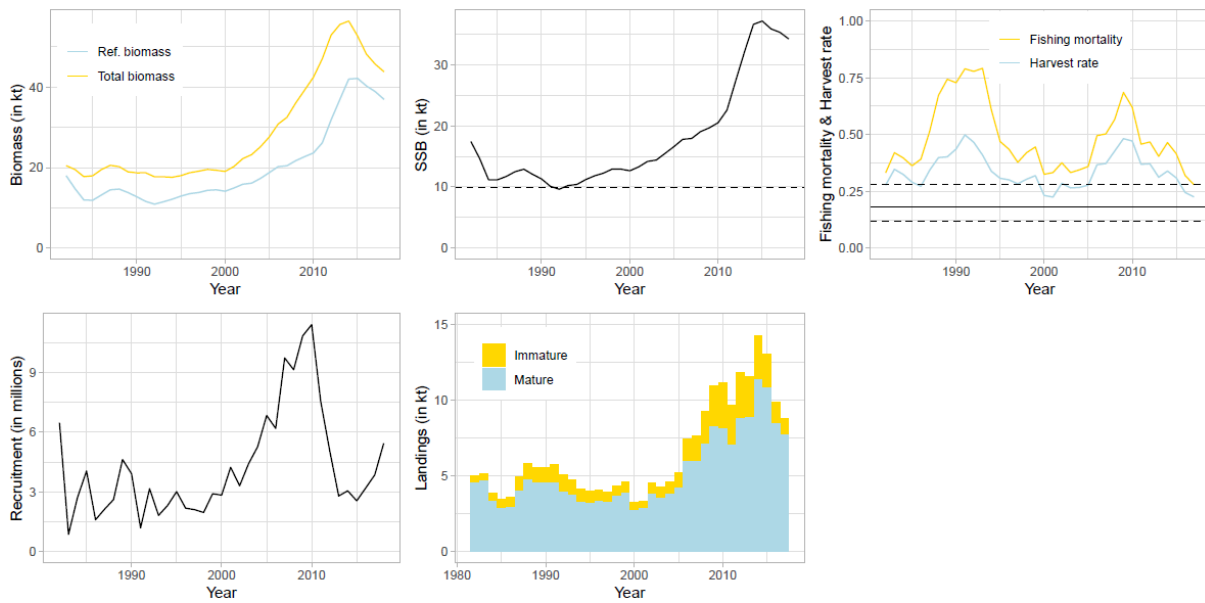 Biomass (in kt)
40
20
0
Ref. biomass
Total biomass
1990
2000
2010
Year
SSB (in kt)
30
20
10
0
1990
2000
2010
Year
Fishing mortality & Harvest rate
1.00
0.75
0.50
0.25
0.00
Fishing mortality
Harvest rate
1990
2000
2010
Year
Recruitment (in millions)
9
6
3
0
1990
2000
2010
Year
Landings (in kt)
15
10
5
0
Immature
Mature
1980
1990
2000
2010
Year